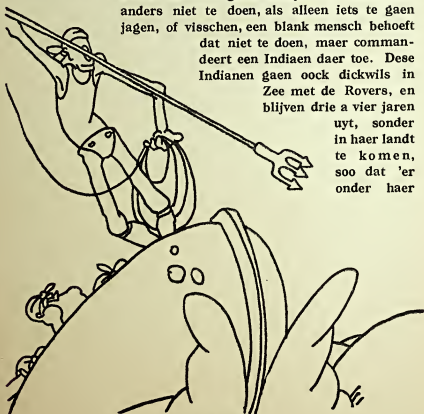 anders niet te doen, als alleen iets te gaen
jagen, of visschen, een blank mensch behoeft
dat niet te doen, maer comman-
deert een Indiaen daer toe. Dese
Indianen gaen oock dickwils in
Zee met de Rovers, en
blijven drie a vier jaren
uyt, sonder
in haer landt
te komen,
soo dat 'er
onder haer